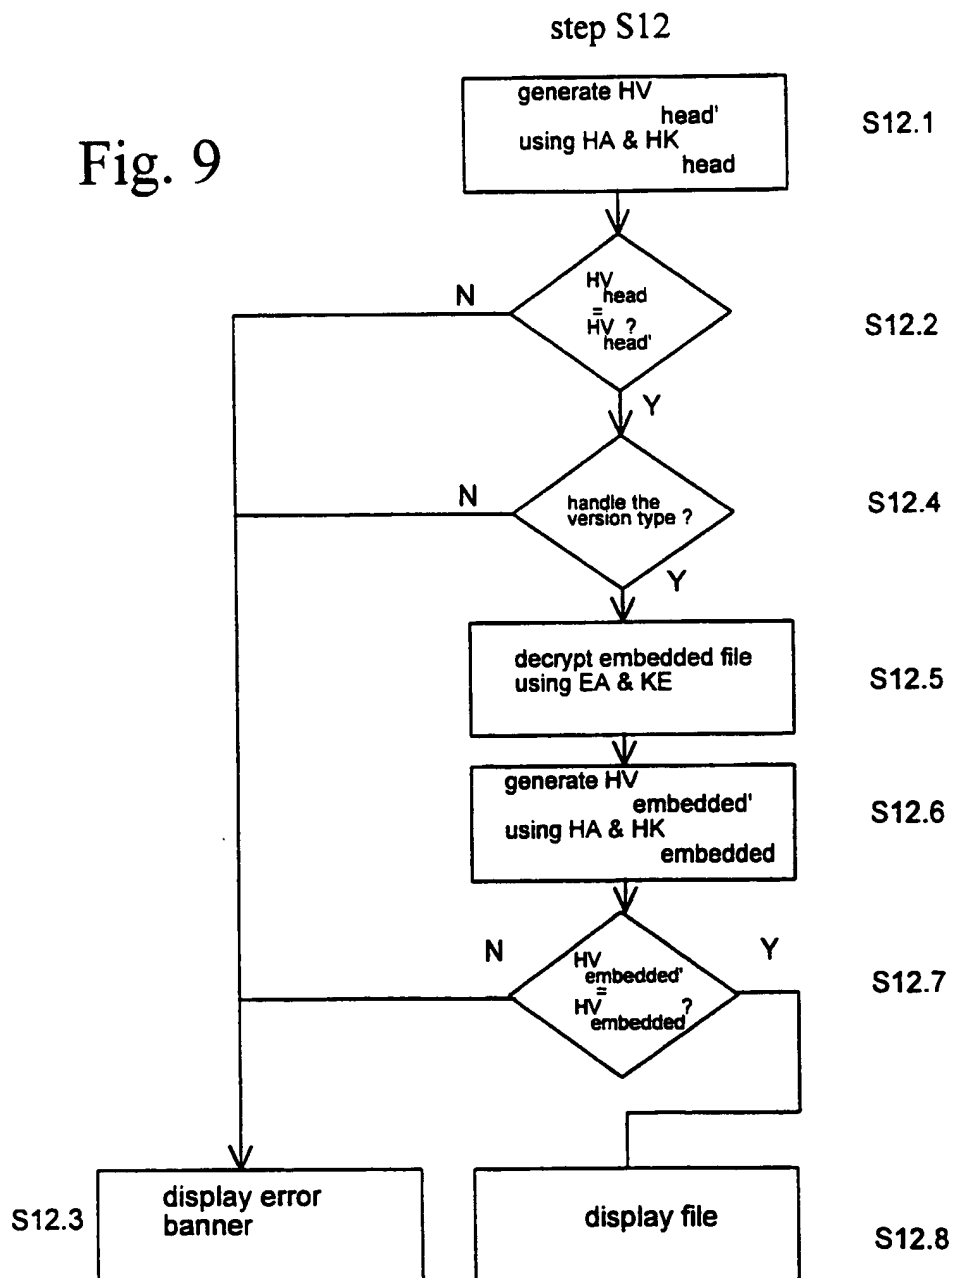 step S12
Fig. 9
generate HV
head'
using HA & HK
head
S12.1
N
HV
head
=
HV ?
head'
S12.2
Y
N
handle the
version type ?
S12.4
Y
decrypt embedded file
using EA & KE
S12.5
generate HV
embedded'
using HA & HK
embedded
S12.6
N
HV
embedded'
=
HV ?
embedded
Y
S12.7
S12.3
display error
banner
display file
S12.8